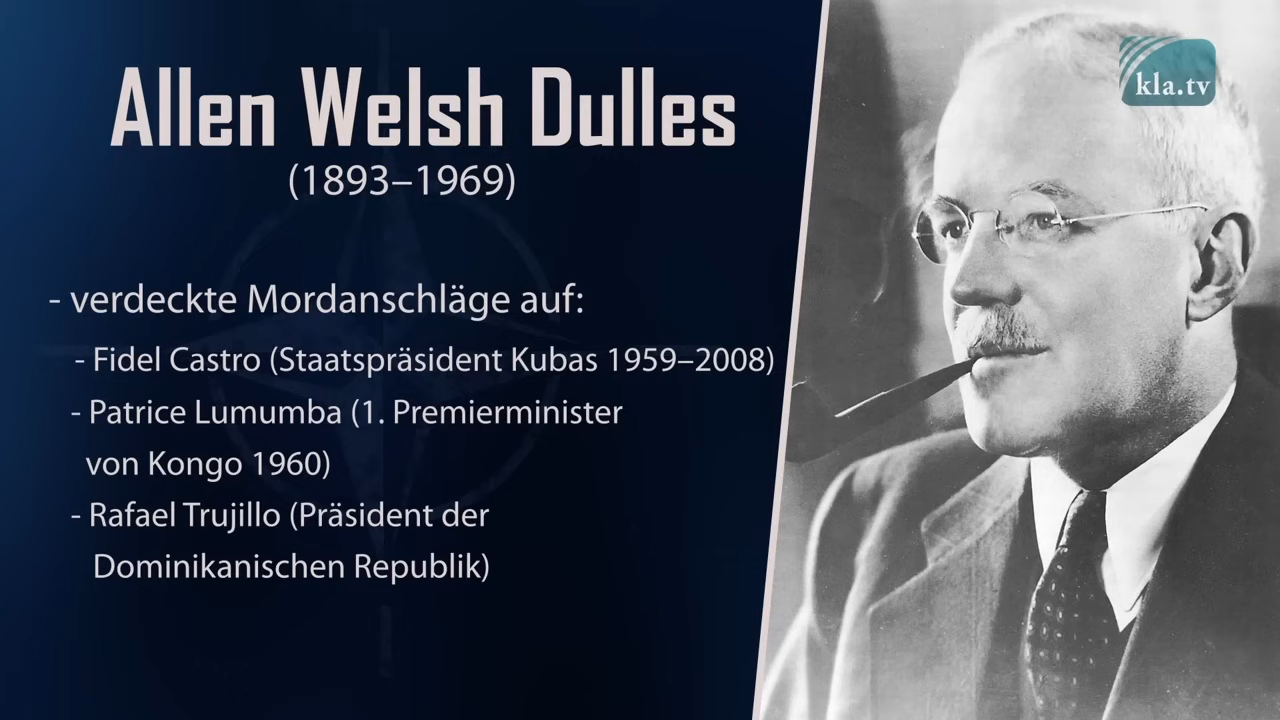 Allen Welsh Dulles
(1893–1969)
- verdeckte Mordanschläge auf:
- Fidel Castro (Staatspräsident Kubas 1959–2008)
- Patrice Lumumba (1. Premierminister
von Kongo 1960)
- Rafael Trujillo (Präsident der
Dominikanischen Republik)
kla.tv